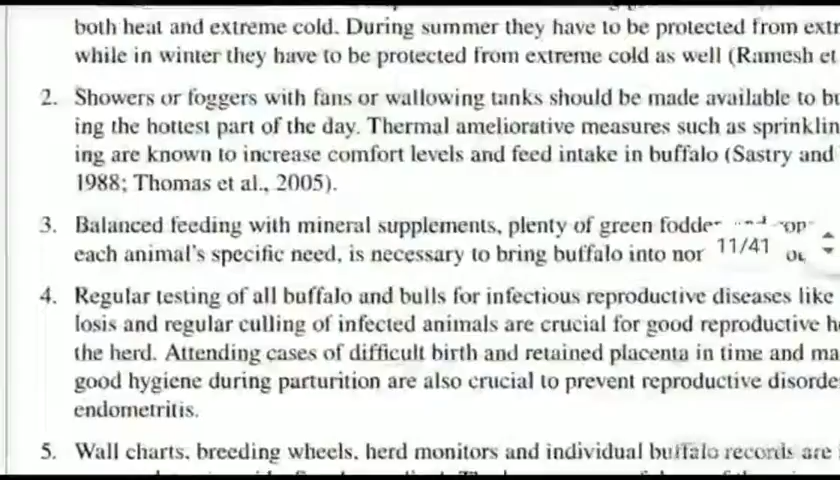 both heat and extreme cold. During summer they have to be protected from extr
while in winter they have to be protected from extreme cold as well (Ramesh et
2. Showers or foggers with fans or wallowing tanks should be made available to
ing the hottest part of the day. Thermal ameliorative measures such as sprinklin
ing are known to increase comfort levels and feed intake in buffalo (Sastry and
1988; Thomas et al., 2005).
3. Balanced feeding with mineral supplements, plenty of green fodder
each animal's specific need, is necessary to bring buffalo into nor
11/41
4. Regular testing of all buffalo and bulls for infectious reproductive diseases like
losis and regular culling of infected animals are crucial for good reproductive
the herd. Attending cases of difficult birth and retained placenta in time and ma
good hygiene during parturition are also crucial to prevent reproductive disorde
endometritis.
5. Wall charts, breeding wheels, herd monitors and individual buffalo records are